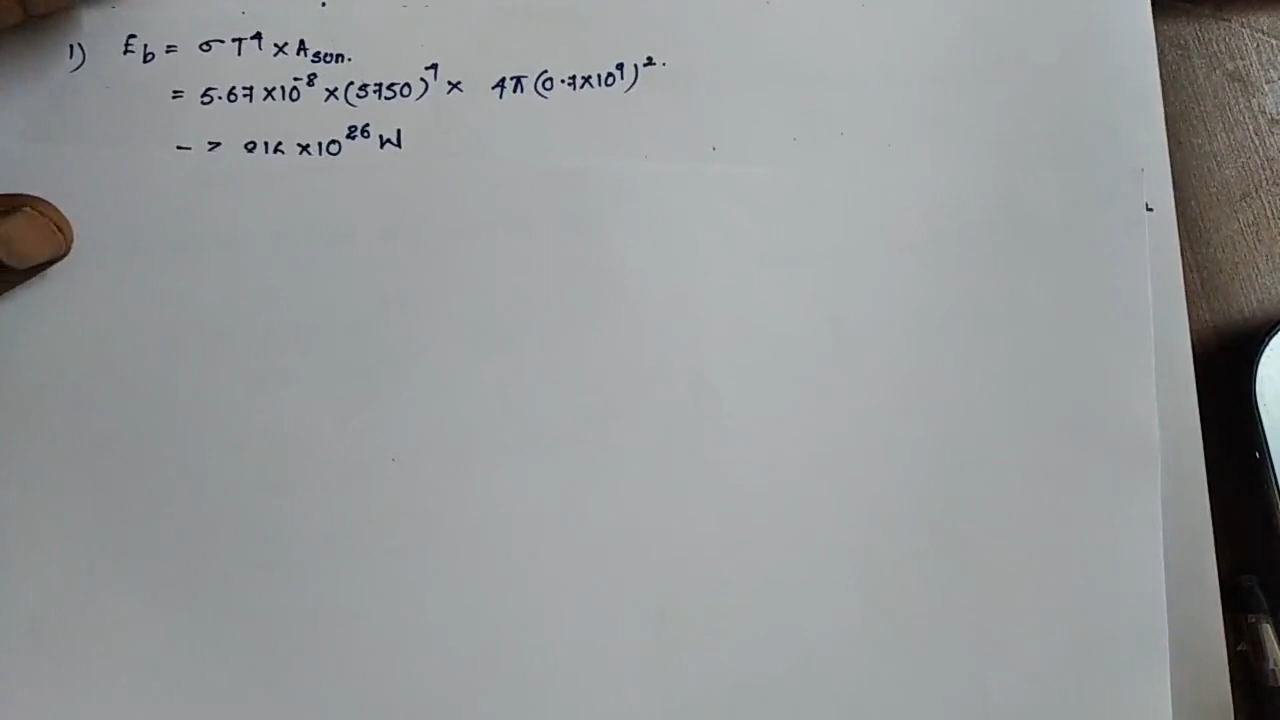 1) Eb = σT⁴ × Asun.
= 5.67 × 10⁻⁸ × (5750)⁴ × 4π (0.7×10⁹)².
× 10²⁶ W